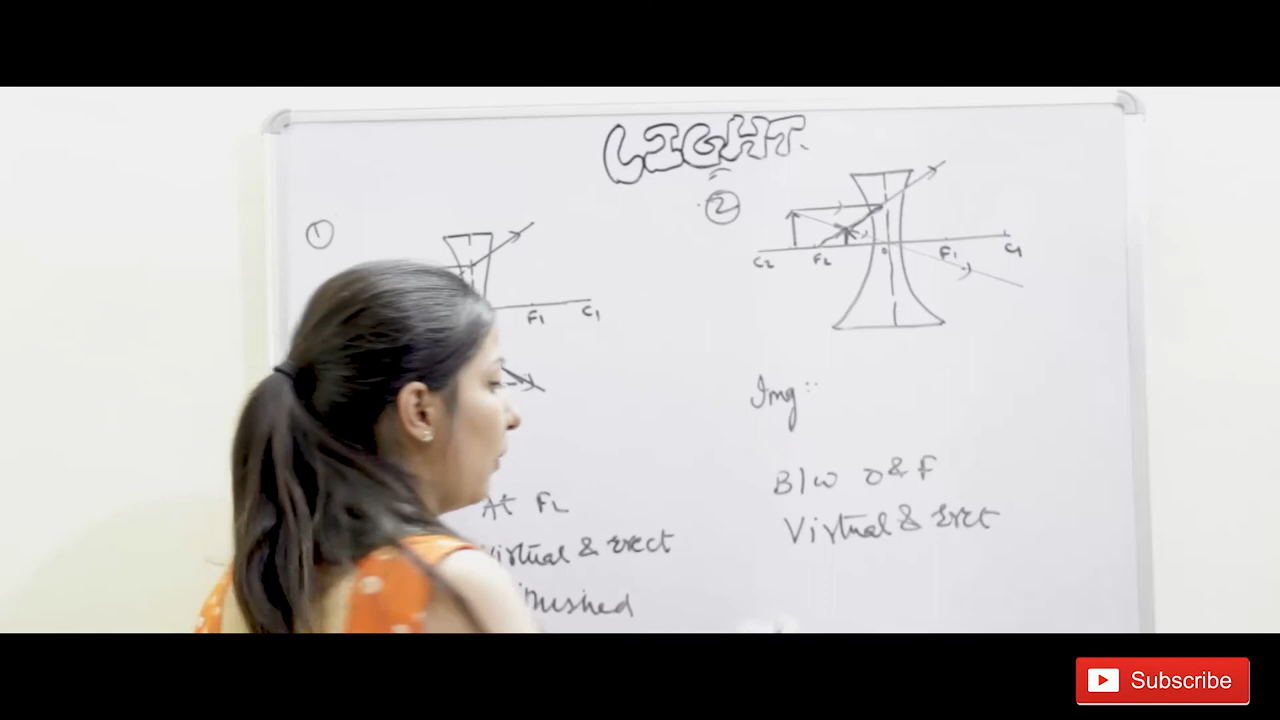 LIGHT
①
②
F1 C1
C2 F2 O F1 C1
Img:-
At F2
Virtual & Erect
B/w O & F
Virtual & Erect
Subscribe